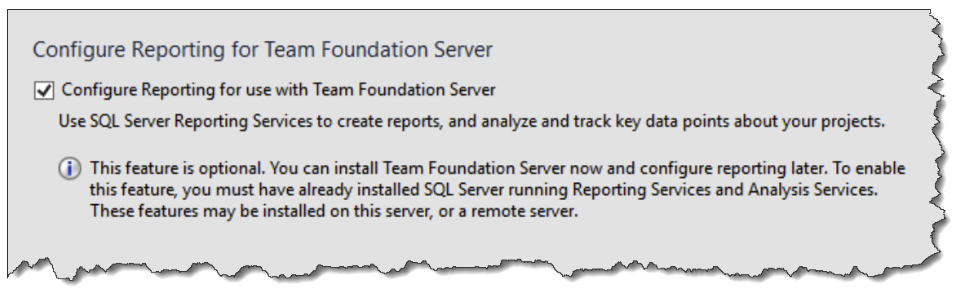 Configure Reporting for Team Foundation Server
Configure Reporting for use with Team Foundation Server
Use SQL Server Reporting Services to create reports, and analyze and track key data points about your projects.
This feature is optional. You can install Team Foundation Server now and configure reporting later. To enable
this feature, you must have already installed SQL Server running Reporting Services and Analysis Services.
These features may be installed on this server, or a remote server.